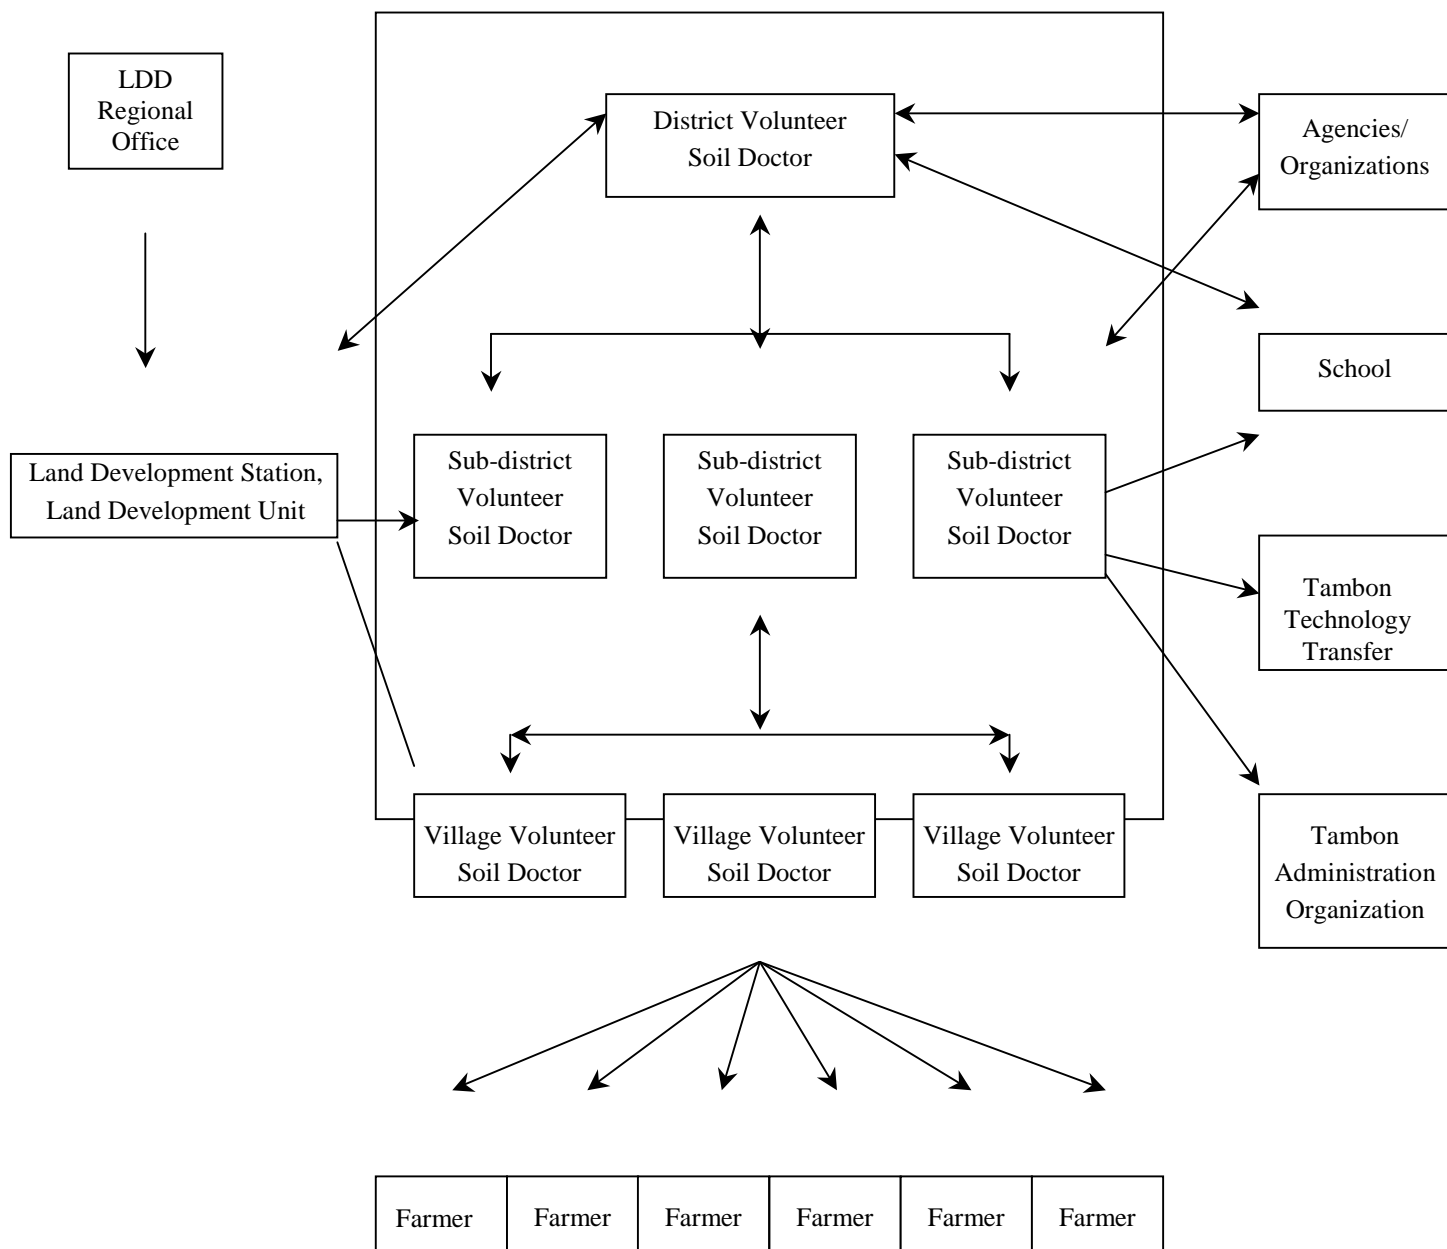 LDD
Regional
Office
District Volunteer
Soil Doctor
Agencies/
Organizations
School
Land Development Station,
Land Development Unit
Sub-district
Volunteer
Soil Doctor
Sub-district
Volunteer
Soil Doctor
Sub-district
Volunteer
Soil Doctor
Tambon
Technology
Transfer
Village Volunteer
Soil Doctor
Village Volunteer
Soil Doctor
Village Volunteer
Soil Doctor
Tambon
Administration
Organization
Farmer
Farmer
Farmer
Farmer
Farmer
Farmer